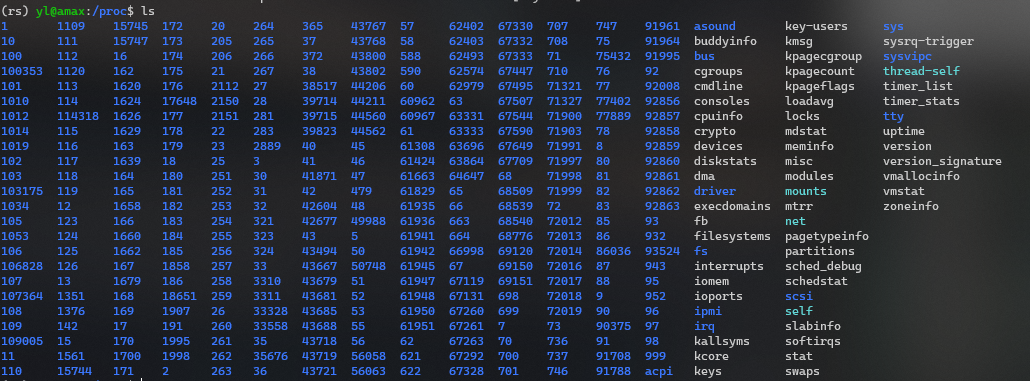 (rs) yl@amax:/proc$ ls
1 1109 15745 172 20 264 365 43767 57 62402 67330 707 747 91961 asound key-users sys
10 111 15747 173 205 265 37 43768 58 62403 67332 708 75 91964 buddyinfo kmsg sysrq-trigger
100 112 16 174 206 266 372 43800 588 62493 67333 71 75432 91995 bus kpagecgroup sysvipc
100353 1120 162 175 21 267 38 43802 590 62574 67447 710 76 92 cgroups kpagecount thread-self
101 113 1620 176 2112 27 38517 44206 60 62979 67495 71321 77 92008 cmdline kpageflags timer_list
1010 114 1624 17648 2150 28 39714 44211 60962 63 67507 71327 77402 92856 consoles loadavg timer_stats
1012 114318 1626 177 2151 281 39715 44560 60967 63331 67544 71900 77889 92857 cpuinfo locks tty
1014 115 1629 178 22 283 39823 44562 61 63333 67590 71903 78 92858 crypto mdstat uptime
1019 116 163 179 23 2889 40 45 61308 63696 67649 71991 8 92859 devices meminfo version
102 117 1639 18 25 3 41 46 61424 63864 67709 71997 80 92860 diskstats misc version_signature
103 118 164 180 251 30 41871 47 61663 64647 68 71998 81 92861 dma modules vmallocinfo
103175 119 165 181 252 31 42 479 61829 65 68509 71999 82 92862 driver mounts vmstat
1034 12 1658 182 253 32 42604 48 61935 66 68539 72 83 92863 execdomains mtrr zoneinfo
105 123 166 183 254 321 42677 49988 61936 663 68540 72012 85 93 fb net
1053 124 1660 184 255 323 43 5 61941 664 68776 72013 86 932 filesystems pagetypeinfo
106 125 1662 185 256 324 43494 50 61942 66998 69120 72014 86036 93524 fs partitions
106828 126 167 1858 257 33 43667 50748 61945 67 69150 72016 87 943 interrupts sched_debug
107 13 1679 186 258 3310 43679 51 61947 67119 69151 72017 88 95 iomem schedstat
107364 1351 168 18651 259 3311 43681 52 61948 67131 698 72018 9 952 ioports scsi
108 1376 169 1907 26 33328 43685 53 61950 67260 699 72019 90 96 ipmi self
109 142 17 191 260 33558 43688 55 61951 67261 7 73 90375 97 irq slabinfo
109005 15 170 1995 261 35 43718 56 62 67263 70 736 91 98 kallsyms softirqs
11 1561 1700 1998 262 35676 43719 56058 621 67292 700 737 91708 999 kcore stat
110 15744 171 2 263 36 43721 56063 622 67328 701 746 91788 acpi keys swaps